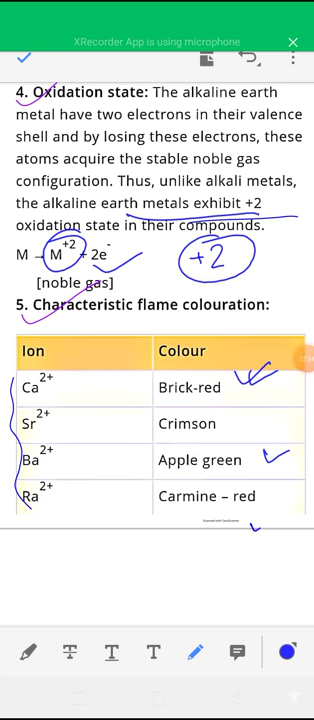 XRecorder App is using microphone
4. Oxidation state: The alkaline earth
metal have two electrons in their valence
shell and by losing these electrons, these
atoms acquire the stable noble gas
configuration. Thus, unlike alkali metals,
the alkaline earth metals exhibit +2
oxidation state in their compounds.
M → M+2 + 2e-
+2
[noble gas]
5. Characteristic flame colouration:
Ion Colour
Ca2+ Brick-red
Sr2+ Crimson
Ba2+ Apple green
Ra2+ Carmine – red
Scanned with CamScanner